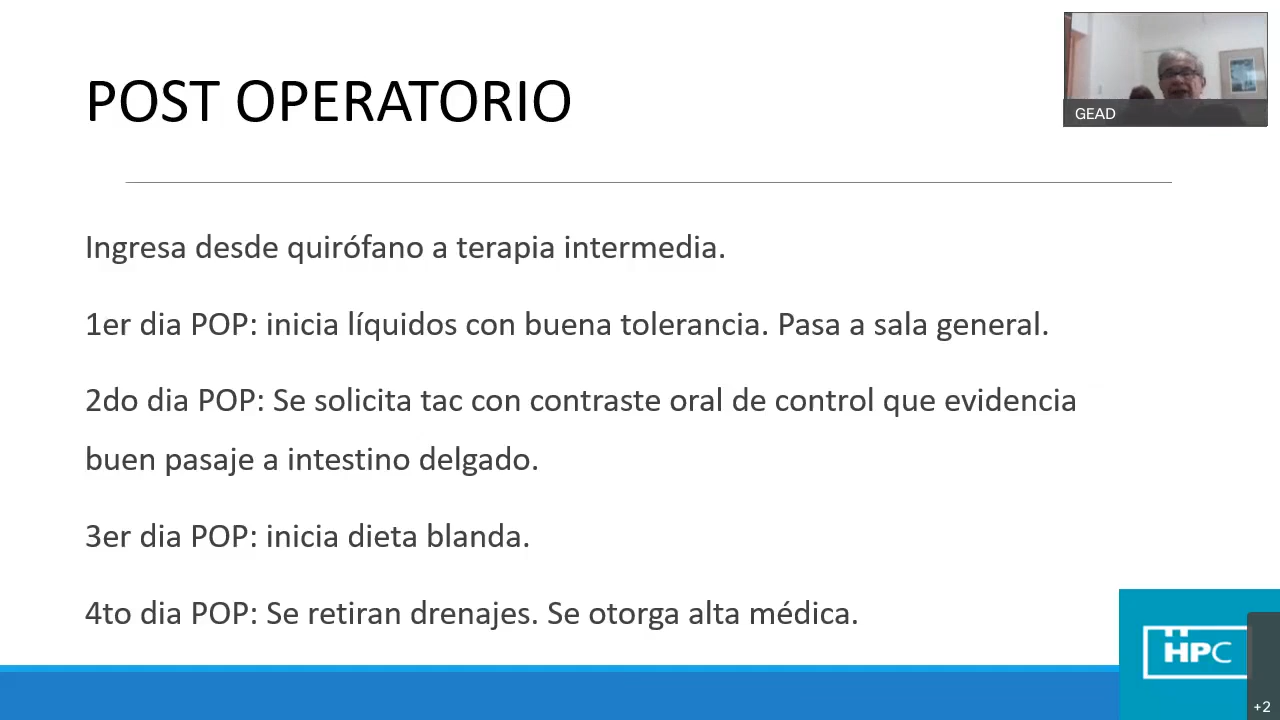 POST OPERATORIO
GEAD
Ingresa desde quirófano a terapia intermedia.
1er dia POP: inicia líquidos con buena tolerancia. Pasa a sala general.
2do dia POP: Se solicita tac con contraste oral de control que evidencia
buen pasaje a intestino delgado.
3er dia POP: inicia dieta blanda.
4to dia POP: Se retiran drenajes. Se otorga alta médica.
HPC
+2